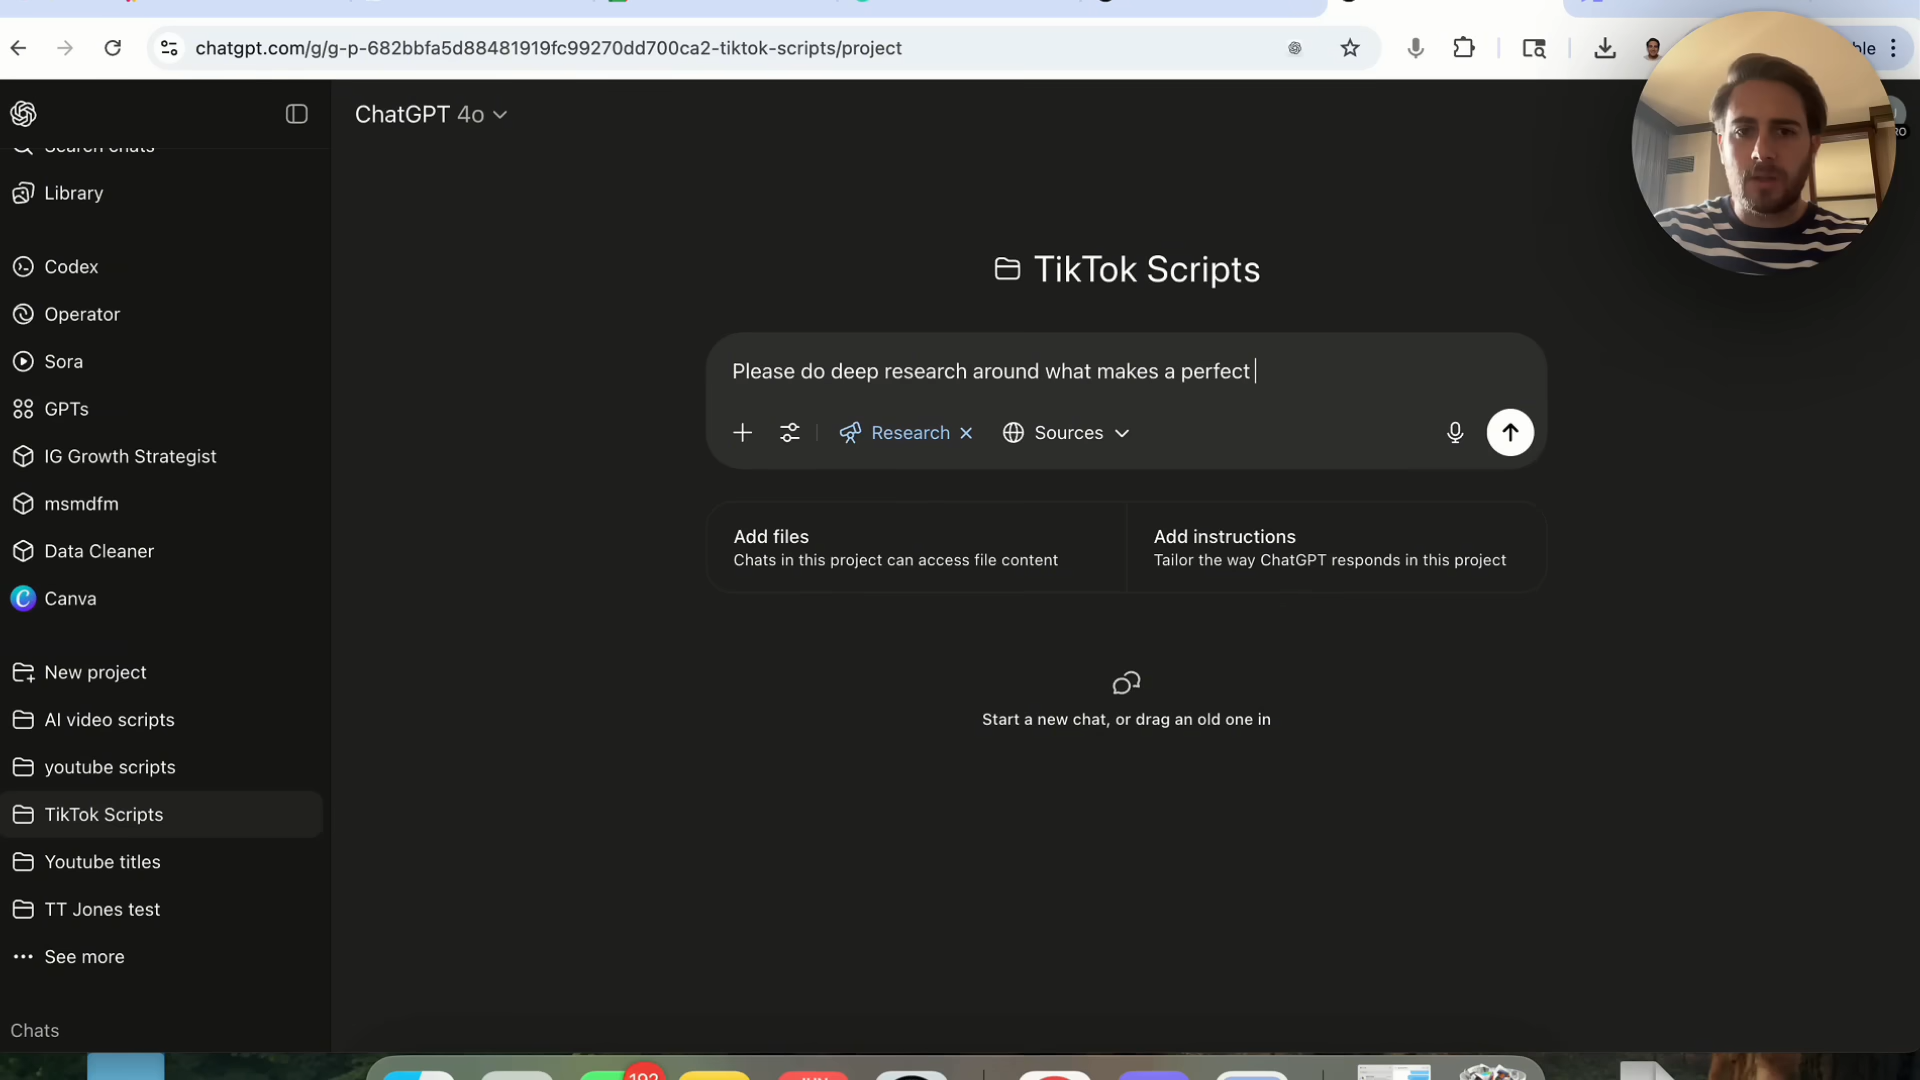 chatgpt.com/g/g-p-682bbfa5d88481919fc99270dd700ca2-tiktok-scripts/project
ChatGPT 4o
Search chats
Library
Codex
Operator
Sora
GPTs
IG Growth Strategist
msmdfm
Data Cleaner
Canva
New project
AI video scripts
youtube scripts
TikTok Scripts
Youtube titles
TT Jones test
See more
Chats
TikTok Scripts
Please do deep research around what makes a perfect
Research
Sources
Add files
Chats in this project can access file content
Add instructions
Tailor the way ChatGPT responds in this project
Start a new chat, or drag an old one in